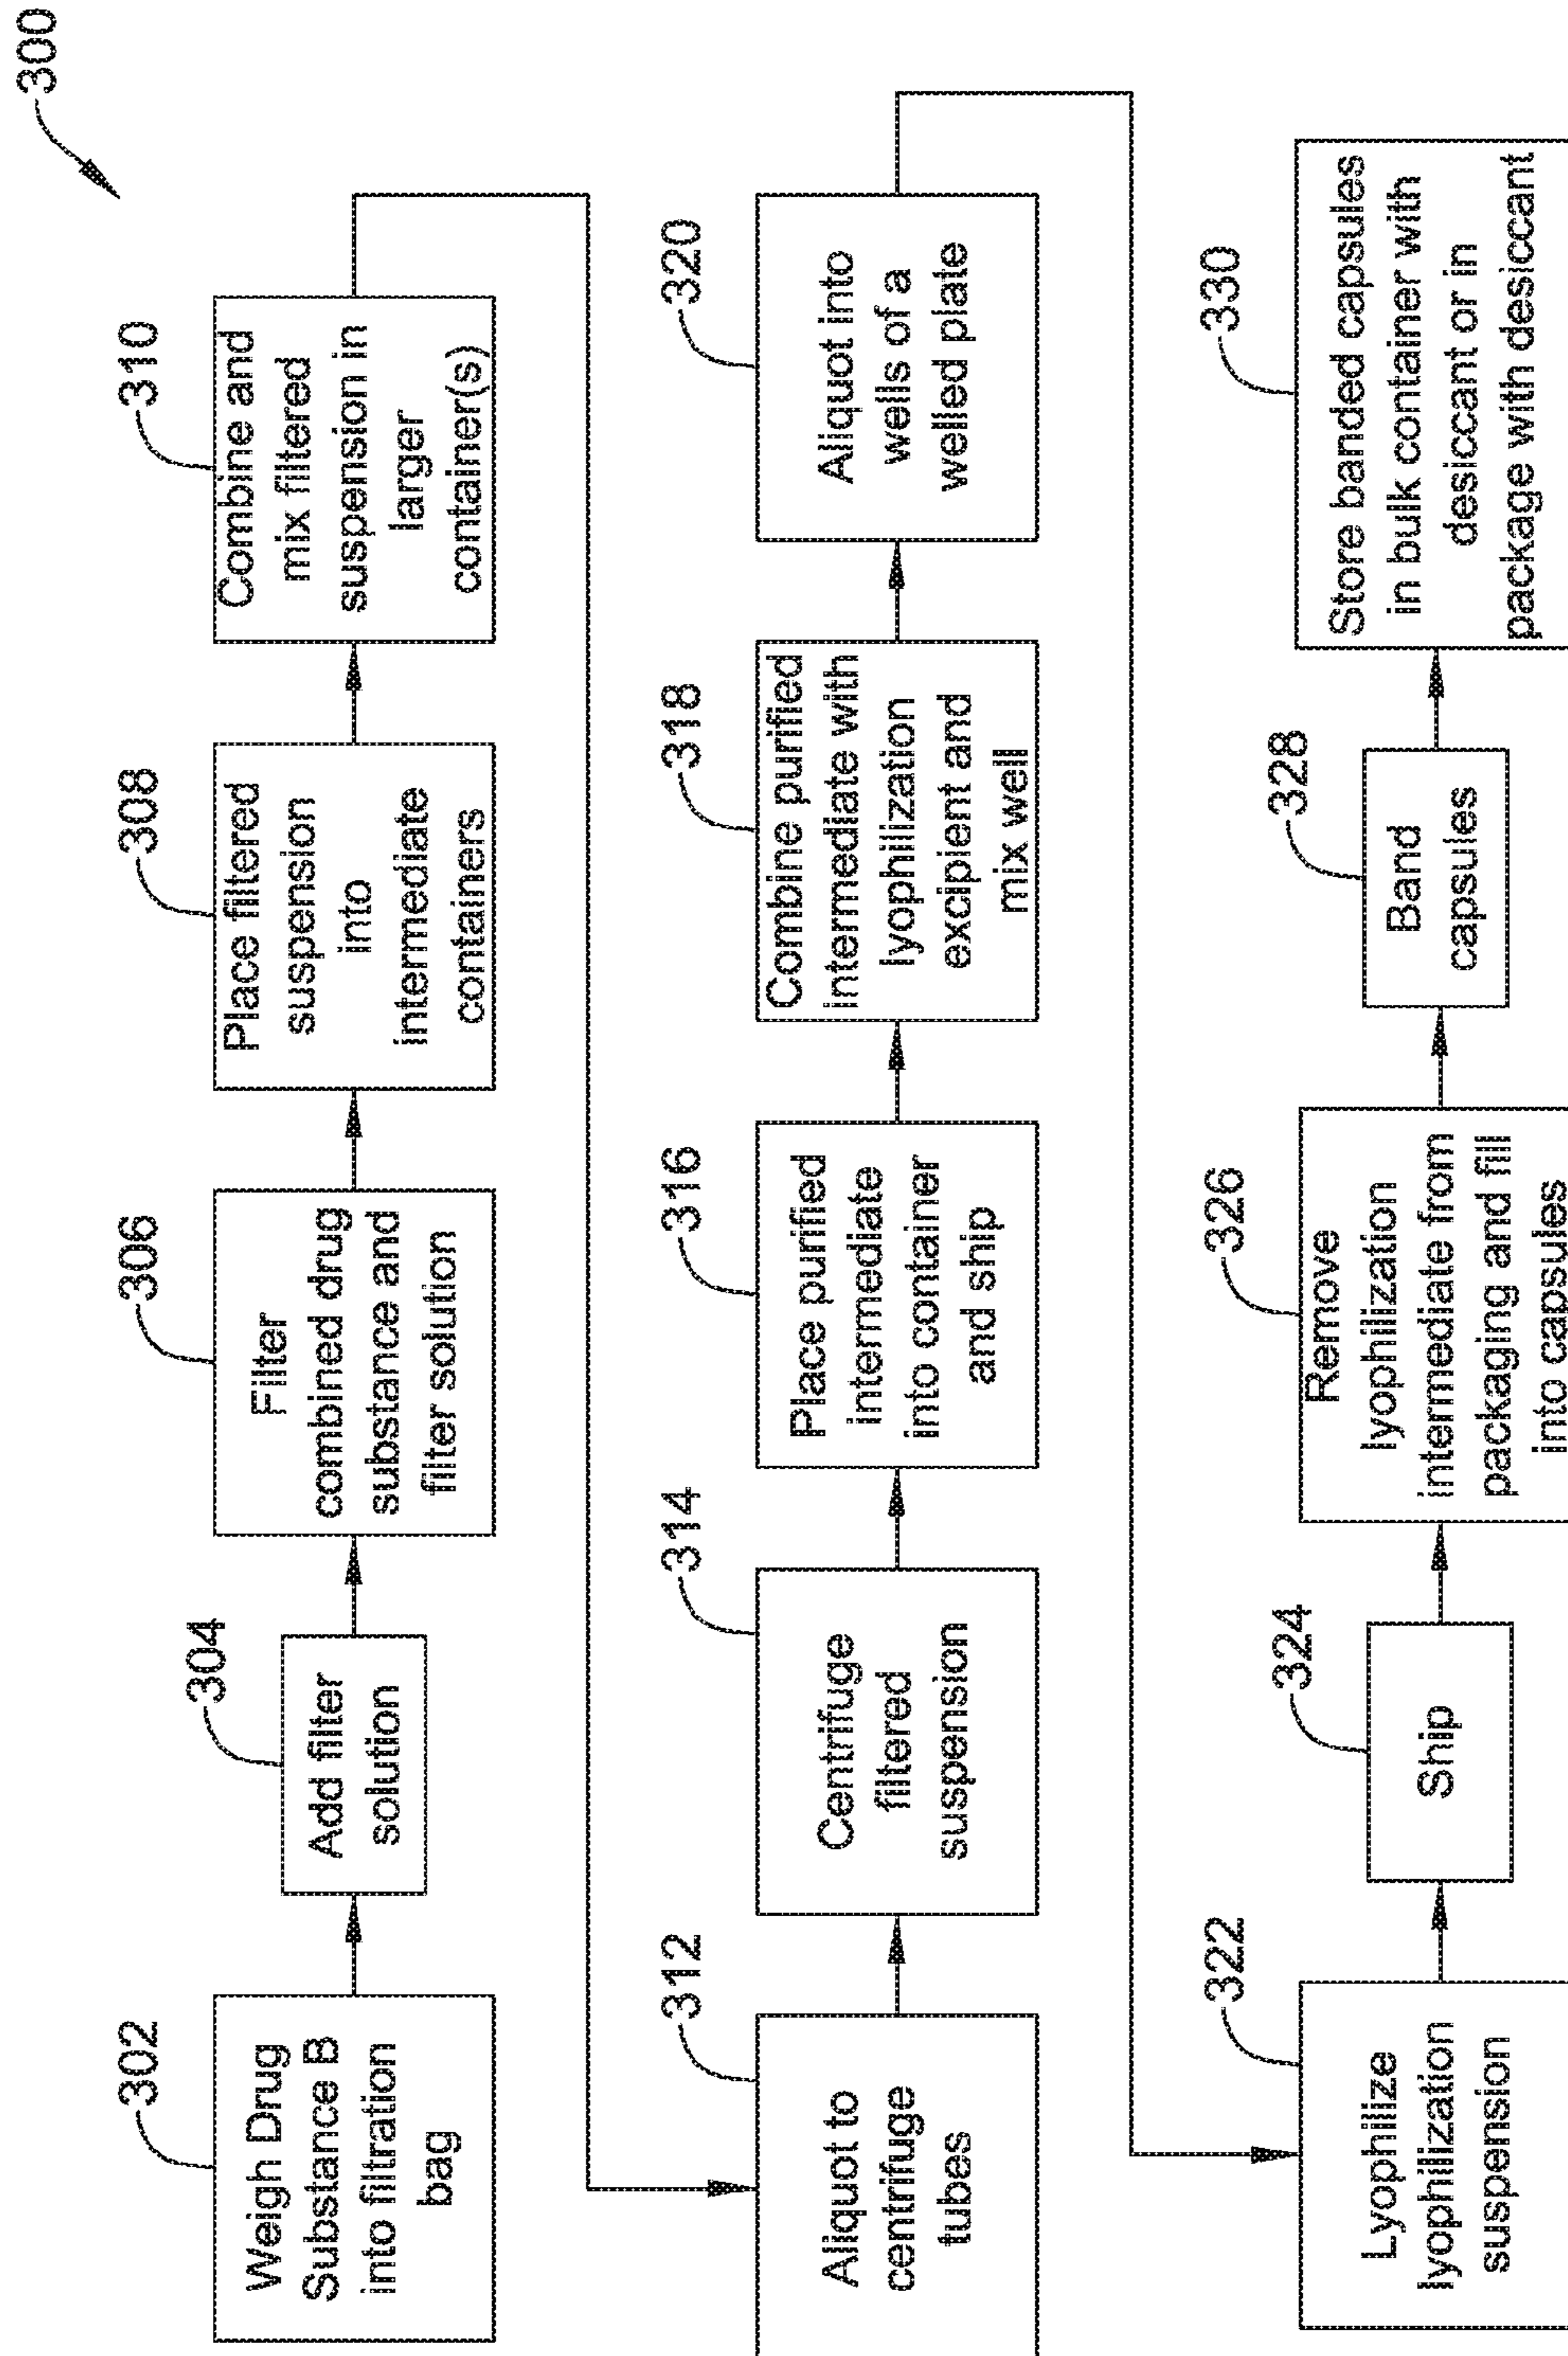 300
302
Weigh Drug
Substance B
into filtration
bag
304
Add filter
solution
306
Filter
combined drug
substance and
filter solution
308
Place filtered
suspension
into
intermediate
containers
310
Combine and
mix filtered
suspension in
larger
container(s)
312
Aliquot to
centrifuge
tubes
314
Centrifuge
filtered
suspension
316
Place purified
intermediate
into container
and ship
318
Combine purified
intermediate with
lyophilization
excipient and
mix well
320
Aliquot into
wells of a
welled plate
322
Lyophilize
lyophilization
suspension
324
Ship
326
Remove
lyophilization
intermediate from
packaging and fill
into capsules
328
Band
capsules
330
Store banded capsules
in bulk container with
desiccant or in
package with desiccant